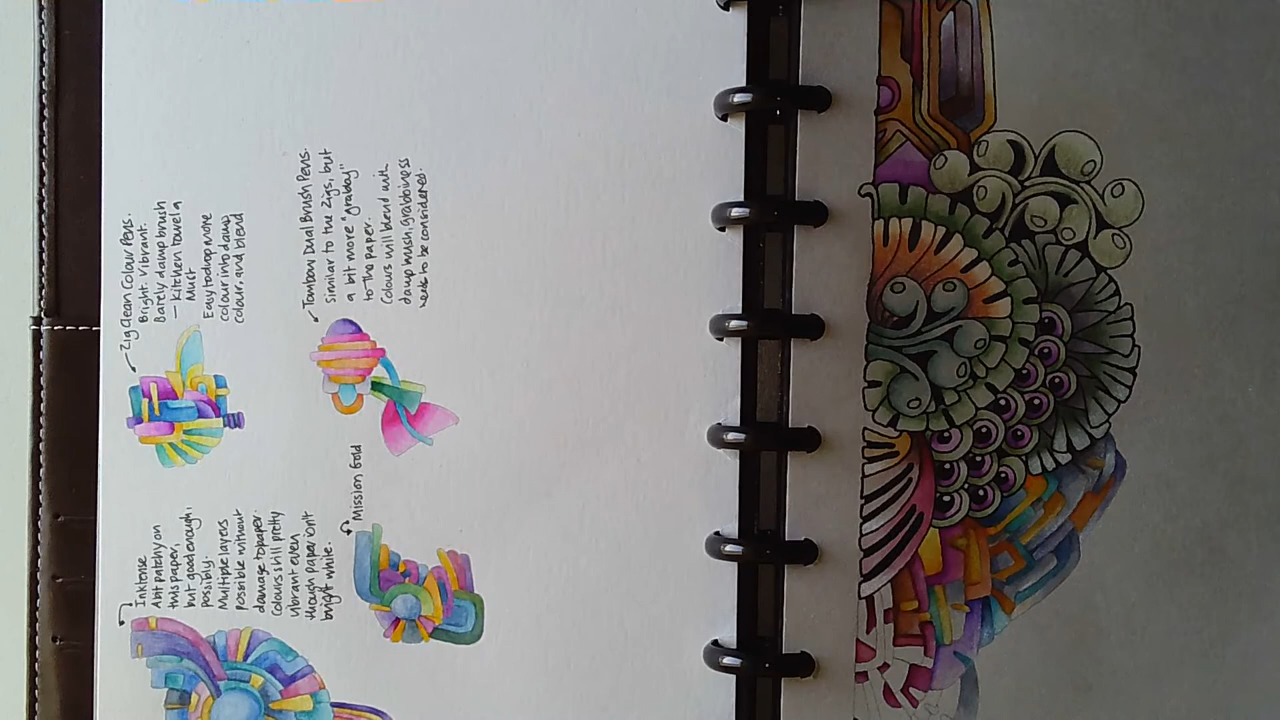 Inktense
A bit patchy on
this paper,
but good enough,
possibly.
Multiple layers
possible without
damage to paper.
Colours still pretty
vibrant even
though paper isn't
bright white.
Zig Clean Colour Pens.
Bright. Vibrant.
Barely damp brush
– Kitchen towel a
Must
Easy to drop more
colour into damp
colour, and blend
Mission Gold
Tombow Dual Brush Pens.
Similar to the Zigs, but
a bit more "grabby"
to the paper.
Colours will blend with
damp brush, grabbiness
needs to be considered.